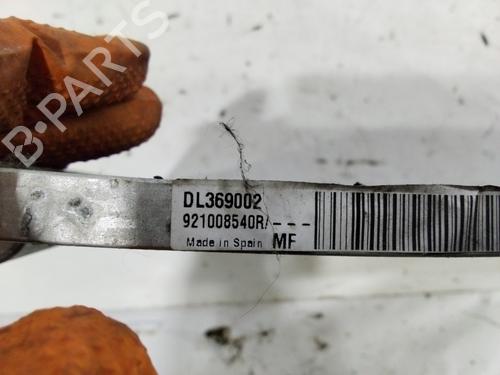 B-PARTS
DL369002
921008540R/---
Made in Spain MF